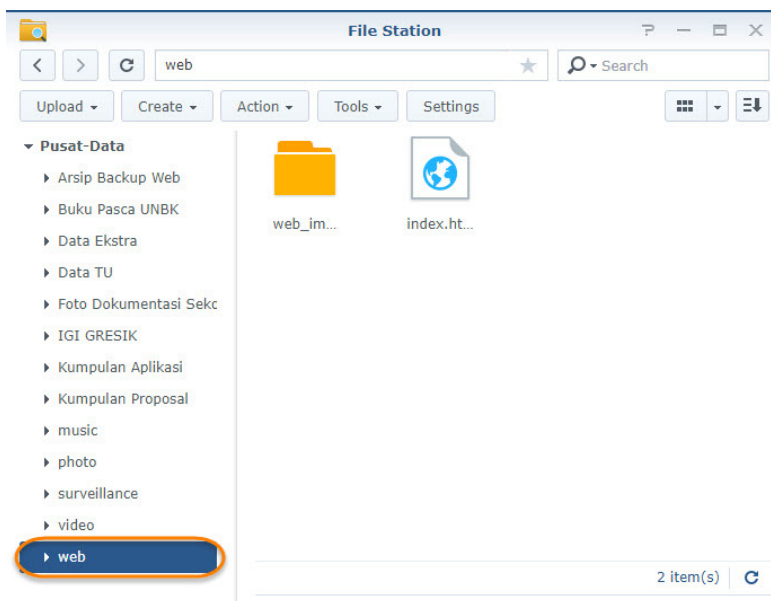 File Station
web
Search
Upload Create Action Tools Settings
Pusat-Data
Arsip Backup Web
Buku Pasca UNBK
Data Ekstra
Data TU
Foto Dokumentasi Sekc
IGI GRESIK
Kumpulan Aplikasi
Kumpulan Proposal
music
photo
surveillance
video
web
web_im... index.ht...
2 item(s)